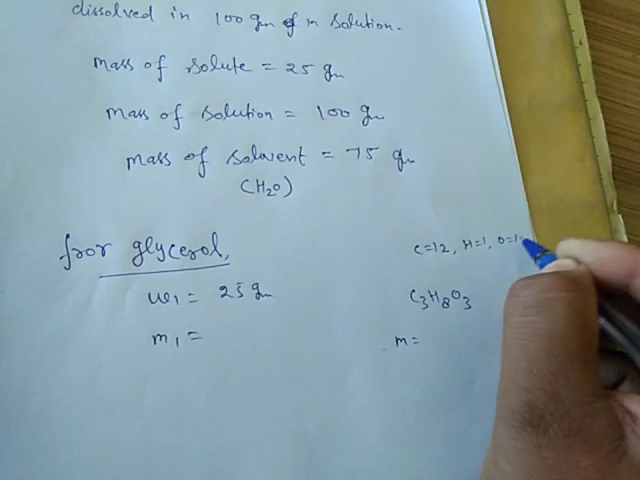 dissolved in 100 gm of in solution.
mass of solute = 25 gm
mass of solution = 100 gm
mass of solvent = 75 gm
(H2O)
for glycerol,
C=12, H=1, O=1
w1 = 25 gm
C3H8O3
m1 =
m=